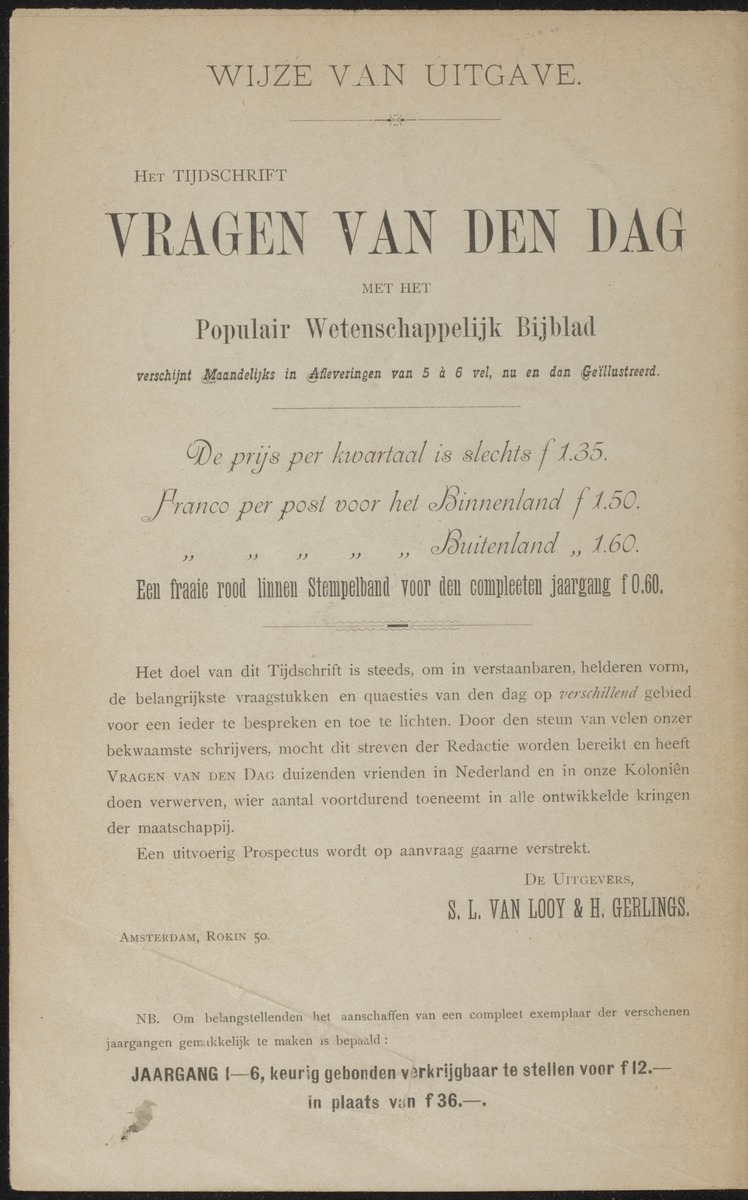 WIJZE VAN UITGAVE.
HET TIJDSCHRIFT
VRAGEN VAN DEN DAG
MET HET
Populair Wetenschappelijk Bijblad
verschijnt Maandelijks in Afleveringen van 5 à 6 vel, nu en dan Geïllustreerd.
De prijs per kwartaal is slechts f 1.35.
Franco per post voor het Binnenland f 1.50.
„ „ „ „ „ Buitenland „ 1.60.
Een fraaie rood linnen Stempelband voor den compleeten jaargang f 0.60.
Het doel van dit Tijdschrift is steeds, om in verstaanbaren, helderen vorm,
de belangrijkste vraagstukken en quaesties van den dag op verschillend gebied
voor een ieder te bespreken en toe te lichten. Door den steun van velen onzer
bekwaamste schrijvers, mocht dit streven der Redactie worden bereikt en heeft
VRAGEN VAN DEN DAG duizenden vrienden in Nederland en in onze Koloniën
doen verwerven, wier aantal voortdurend toeneemt in alle ontwikkelde kringen
der maatschappij.
Een uitvoerig Prospectus wordt op aanvraag gaarne verstrekt.
DE UITGEVERS,
S. L. VAN LOOY & H. GERLINGS.
AMSTERDAM, ROKIN 50.
NB. Om belangstellenden het aanschaffen van een compleet exemplaar der verschenen
jaargangen gemakkelijk te maken is bepaald:
JAARGANG 1—6, keurig gebonden verkrijgbaar te stellen voor f 12.—
in plaats van f 36.—.